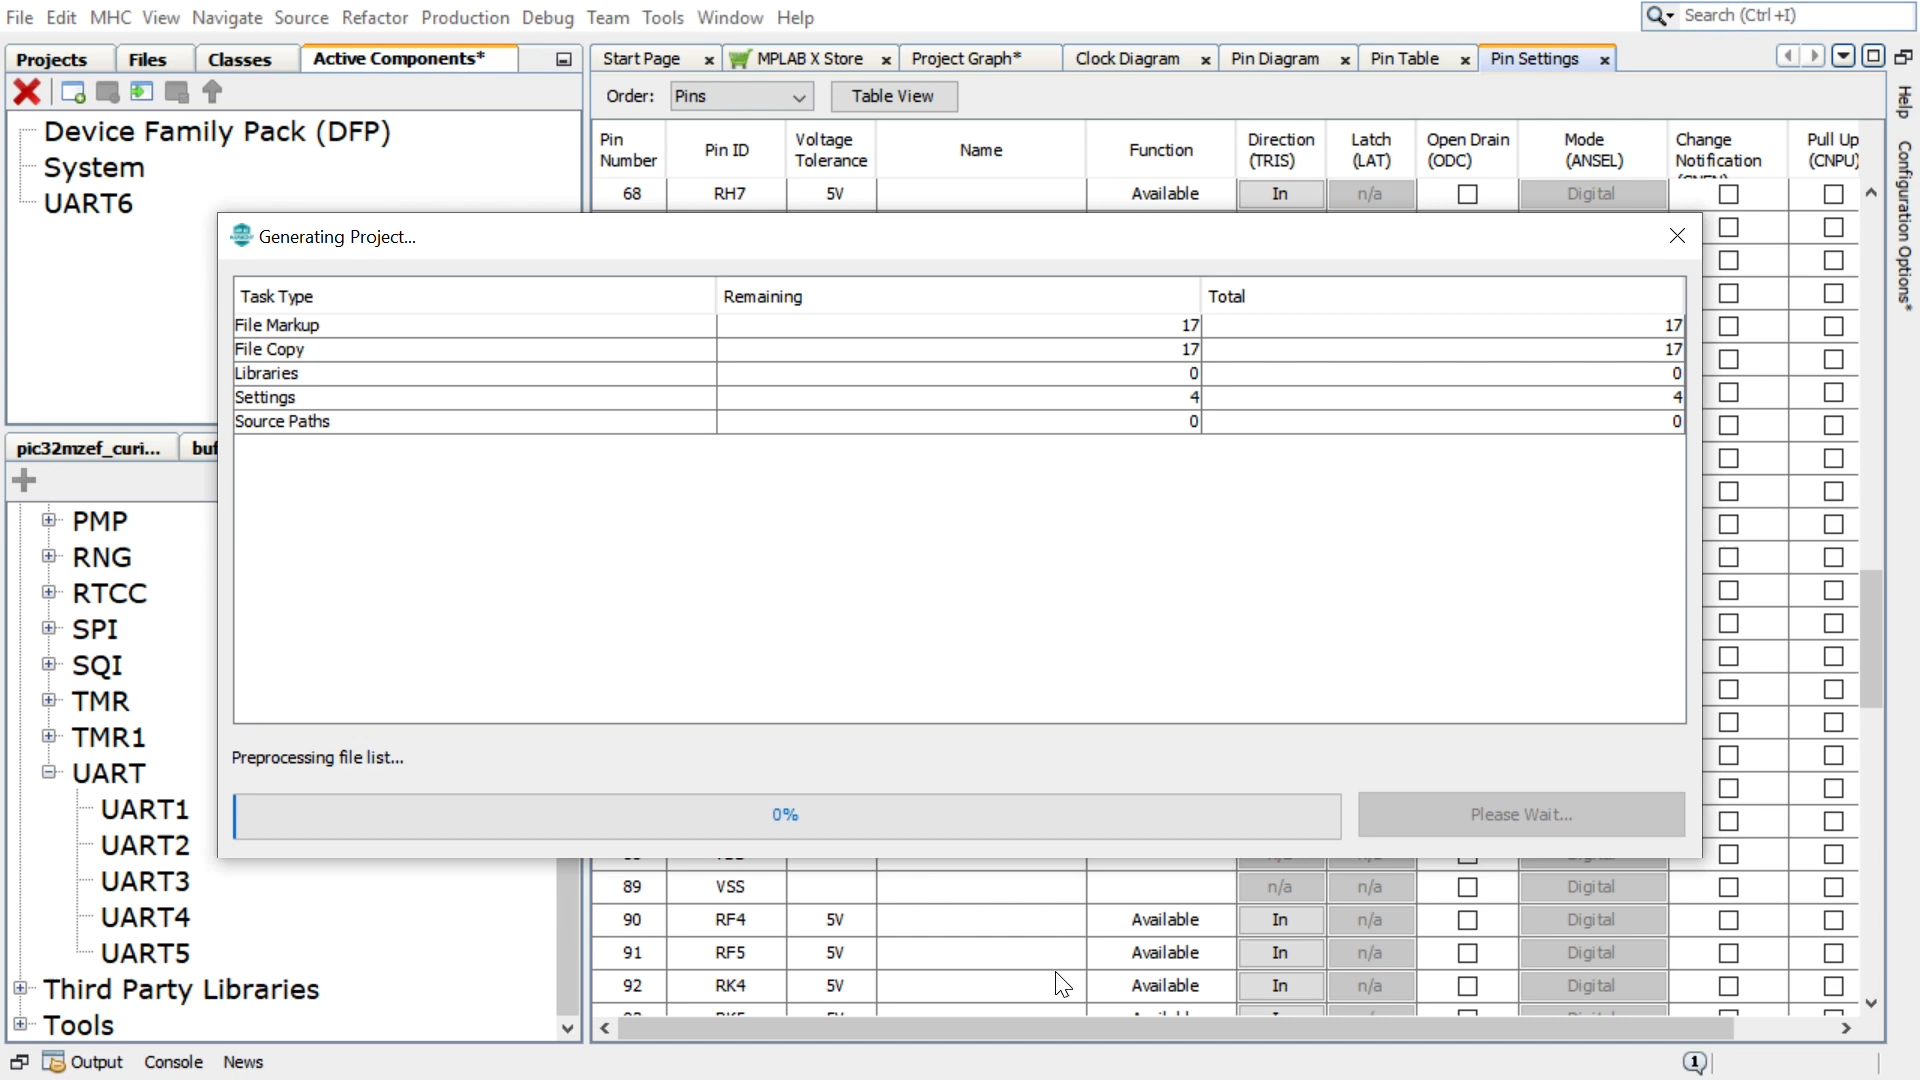 File Edit MHC View Navigate Source Refactor Production Debug Team Tools Window Help
Search (Ctrl+I)
Projects Files Classes Active Components*
Start Page MPLAB X Store Project Graph* Clock Diagram Pin Diagram Pin Table Pin Settings
Order: Pins Table View
Help
Configuration Options*
Device Family Pack (DFP)
System
UART6
Pin Number Pin ID Voltage Tolerance Name Function Direction (TRIS) Latch (LAT) Open Drain (ODC) Mode (ANSEL) Change Notification Pull Up (CNPU)
68 RH7 5V Available In n/a Digital
Generating Project...
Task Type Remaining Total
File Markup 17 17
File Copy 17 17
Libraries 0 0
Settings 4 4
Source Paths 0 0
Preprocessing file list...
0%
Please Wait...
pic32mzef_curi... buf
PMP
RNG
RTCC
SPI
SQI
TMR
TMR1
UART
UART1
UART2
UART3
UART4
UART5
Third Party Libraries
Tools
89 VSS n/a n/a Digital
90 RF4 5V Available In n/a Digital
91 RF5 5V Available In n/a Digital
92 RK4 5V Available In n/a Digital
Output Console News
1